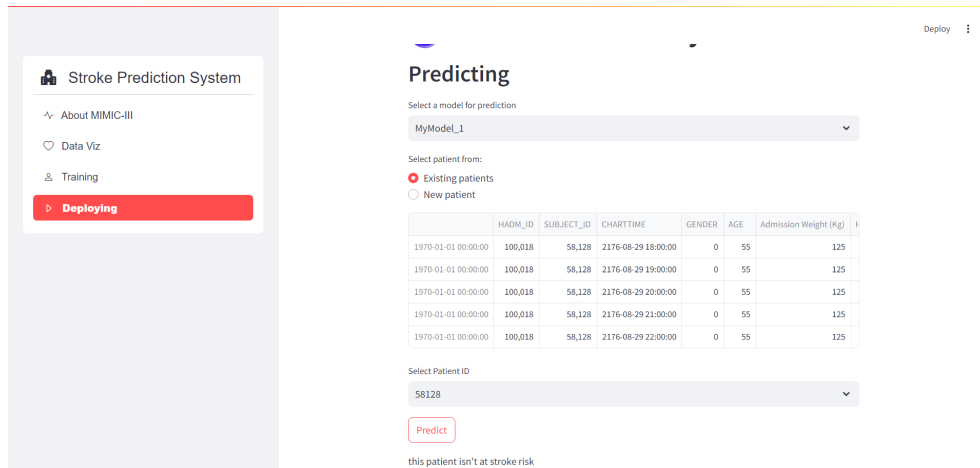 Deploy
Stroke Prediction System
About MIMIC-III
Data Viz
Training
Deploying
Predicting
Select a model for prediction
MyModel_1
Select patient from:
Existing patients
New patient
HADM_ID SUBJECT_ID CHARTTIME GENDER AGE Admission Weight (Kg)
1970-01-01 00:00:00 100,018 58,128 2176-08-29 18:00:00 0 55 125
1970-01-01 00:00:00 100,018 58,128 2176-08-29 19:00:00 0 55 125
1970-01-01 00:00:00 100,018 58,128 2176-08-29 20:00:00 0 55 125
1970-01-01 00:00:00 100,018 58,128 2176-08-29 21:00:00 0 55 125
1970-01-01 00:00:00 100,018 58,128 2176-08-29 22:00:00 0 55 125
Select Patient ID
58128
Predict
this patient isn't at stroke risk